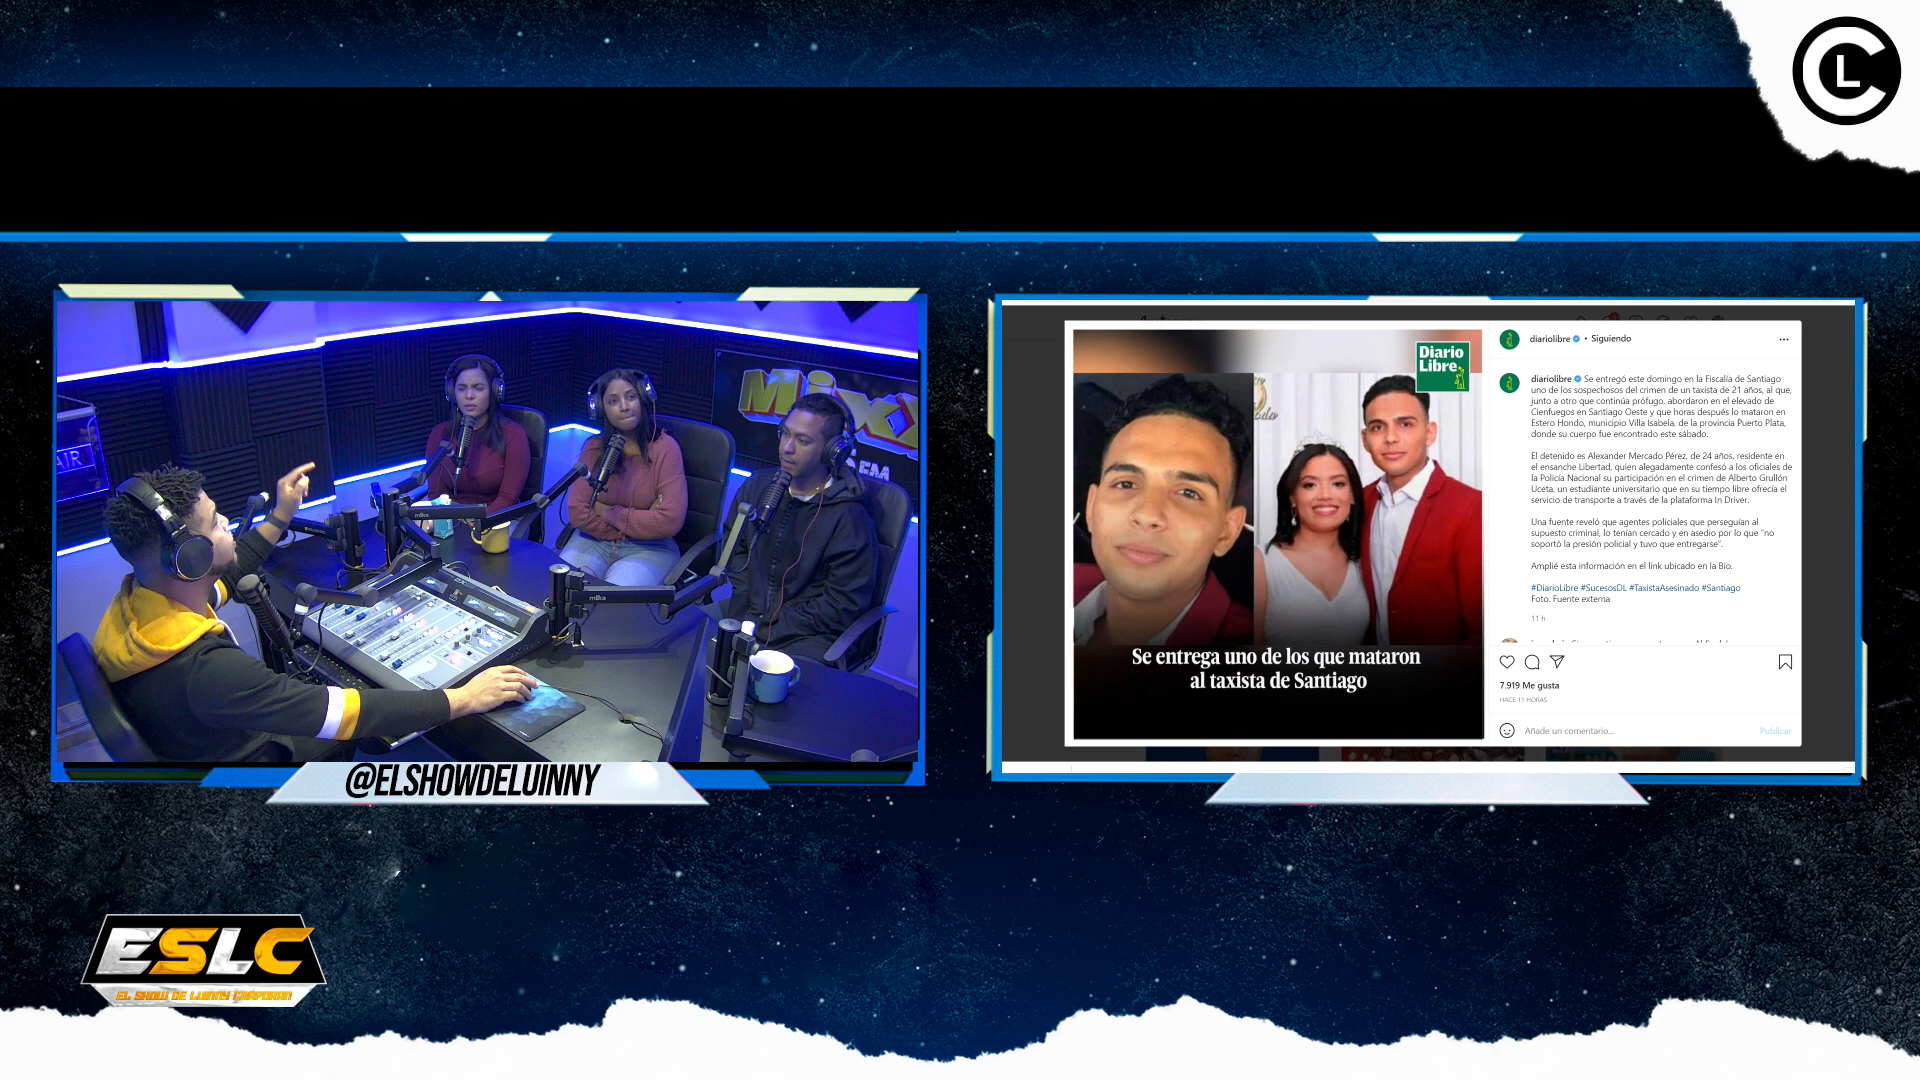 CL
AIR
MIX
FM
mika
mika
@ELSHOWDELUINNY
ESLC
EL SHOW DE LUINNY CORPORAN
Diario
Libre.
Se entrega uno de los que mataron
al taxista de Santiago
diariolibre • Siguiendo
diariolibre Se entregó este domingo en la Fiscalía de Santiago
uno de los sospechosos del crimen de un taxista de 21 años, al que,
junto a otro que continúa prófugo, abordaron en el elevado de
Cienfuegos en Santiago Oeste y que horas después lo mataron en
Estero Hondo, municipio Villa Isabela, de la provincia Puerto Plata,
donde su cuerpo fue encontrado este sábado.
El detenido es Alexander Mercado Pérez, de 24 años, residente en
el ensanche Libertad, quien alegadamente confesó a los oficiales de
la Policía Nacional su participación en el crimen de Alberto Grullón
Uceta, un estudiante universitario que en su tiempo libre ofrecía el
servicio de transporte a través de la plataforma In Driver.
Una fuente reveló que agentes policiales que perseguían al
supuesto criminal, lo tenían cercado y en asedio por lo que "no
soportó la presión policial y tuvo que entregarse".
Amplié esta información en el link ubicado en la Bio.
#DiarioLibre #SucesosDL #TaxistaAsesinado #Santiago
Foto. Fuente externa
11 h
7.919 Me gusta
HACE 11 HORAS
Añade un comentario...
Publicar